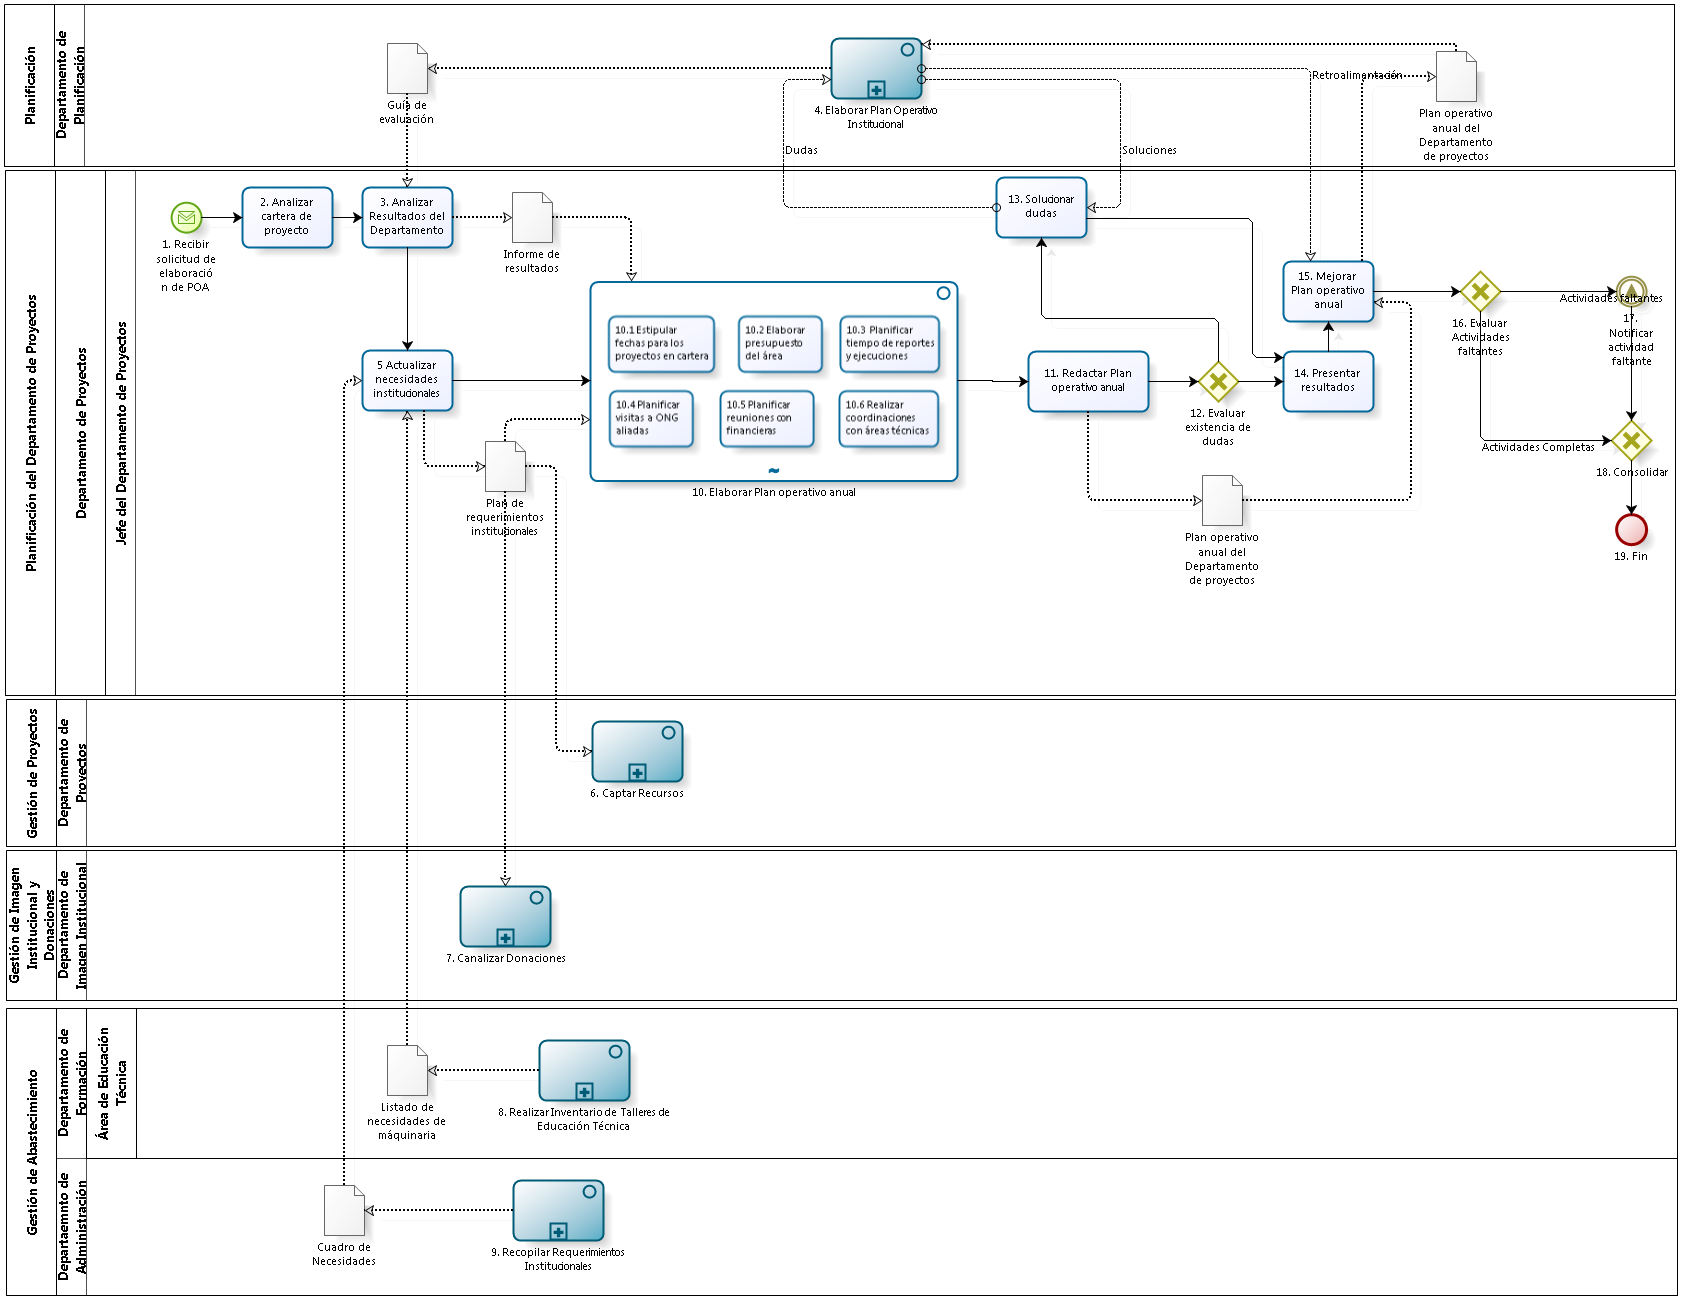 Planificación
Departamento de
Planificación
Guía de
evaluación
4. Elaborar Plan Operativo
Institucional
Retroalimentación
Plan operativo
anual del
Departamento
de proyectos
Dudas
Soluciones
Planificación del Departamento de Proyectos
Departamento de Proyectos
Jefe del Departamento de Proyectos
1. Recibir
solicitud de
elaboració
n de POA
2. Analizar
cartera de
proyecto
3. Analizar
Resultados del
Departamento
Informe de
resultados
13. Solucionar
dudas
5 Actualizar
necesidades
institucionales
Plan de
requerimientos
institucionales
10.1 Estipular
fechas para los
proyectos en cartera
10.2 Elaborar
presupuesto
del área
10.3 Planificar
tiempo de reportes
y ejecuciones
10.4 Planificar
visitas a ONG
aliadas
10.5 Planificar
reuniones con
financieras
10.6 Realizar
coordinaciones
con áreas técnicas
10. Elaborar Plan operativo anual
11. Redactar Plan
operativo anual
12. Evaluar
existencia de
dudas
14. Presentar
resultados
15. Mejorar
Plan operativo
anual
Plan operativo
anual del
Departamento
de proyectos
16. Evaluar
Actividades
faltantes
Actividades faltantes
17.
Notificar
actividad
faltante
Actividades Completas
18. Consolidar
19. Fin
Gestión de Proyectos
Departamento de
Proyectos
6. Captar Recursos
Gestión de Imagen
Institucional y
Donaciones
Departamento de
Imagen Institucional
7. Canalizar Donaciones
Gestión de Abastecimiento
Departamento de
Formación
Área de Educación
Técnica
Listado de
necesidades de
máquinaria
8. Realizar Inventario de Talleres de
Educación Técnica
Departaemnto de
Administración
Cuadro de
Necesidades
9. Recopilar Requerimientos
Institucionales